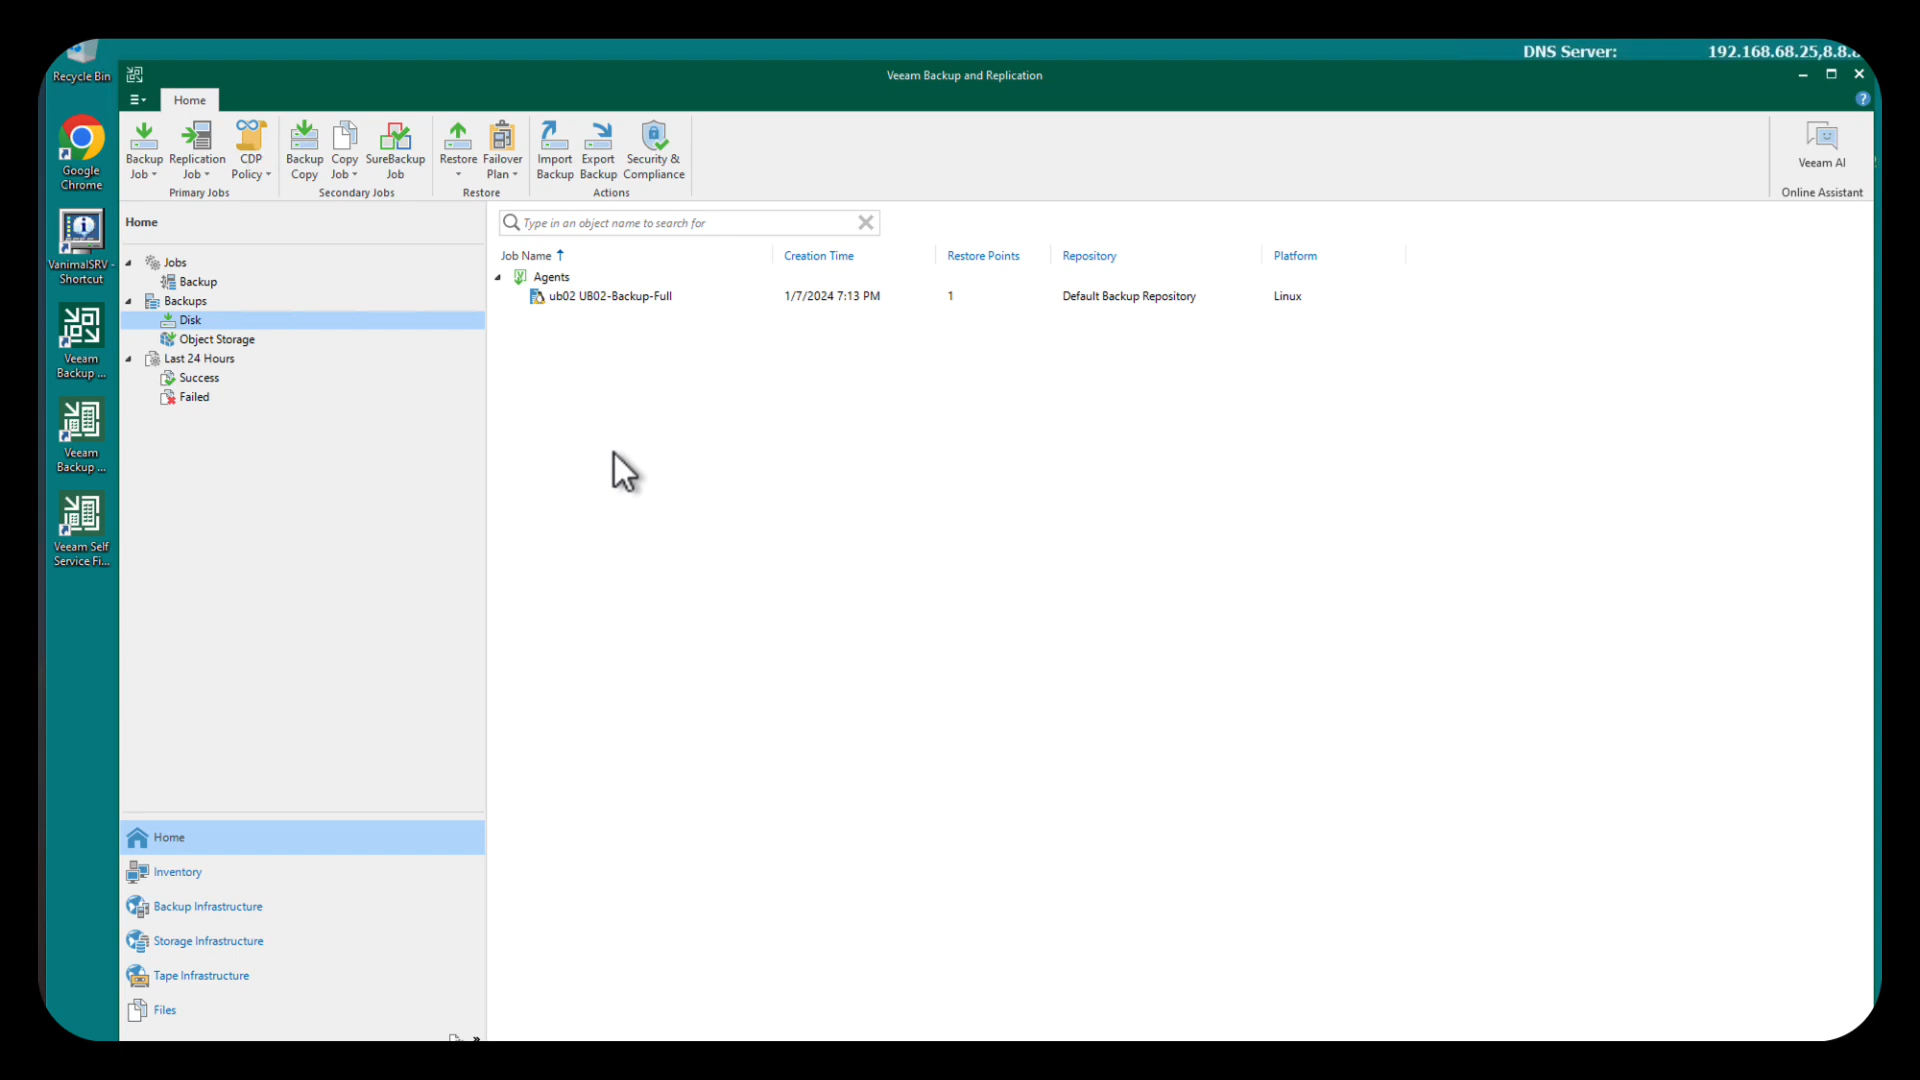 DNS Server: 192.168.68.25,8.8.
Recycle Bin
Google
Chrome
VanimalSRV -
Shortcut
Veeam
Backup ...
Veeam
Backup ...
Veeam Self
Service Fi...
Veeam Backup and Replication
Home
?
Backup
Job
Replication
Job
CDP
Policy
Primary Jobs
Backup
Copy
Copy
Job
SureBackup
Job
Secondary Jobs
Restore
Failover
Plan
Restore
Import
Backup
Export
Backup
Security &
Compliance
Actions
Veeam AI
Online Assistant
Home
Jobs
Backup
Backups
Disk
Object Storage
Last 24 Hours
Success
Failed
Home
Inventory
Backup Infrastructure
Storage Infrastructure
Tape Infrastructure
Files
»
Type in an object name to search for
Job Name Creation Time Restore Points Repository Platform
Agents
ub02 UB02-Backup-Full 1/7/2024 7:13 PM 1 Default Backup Repository Linux